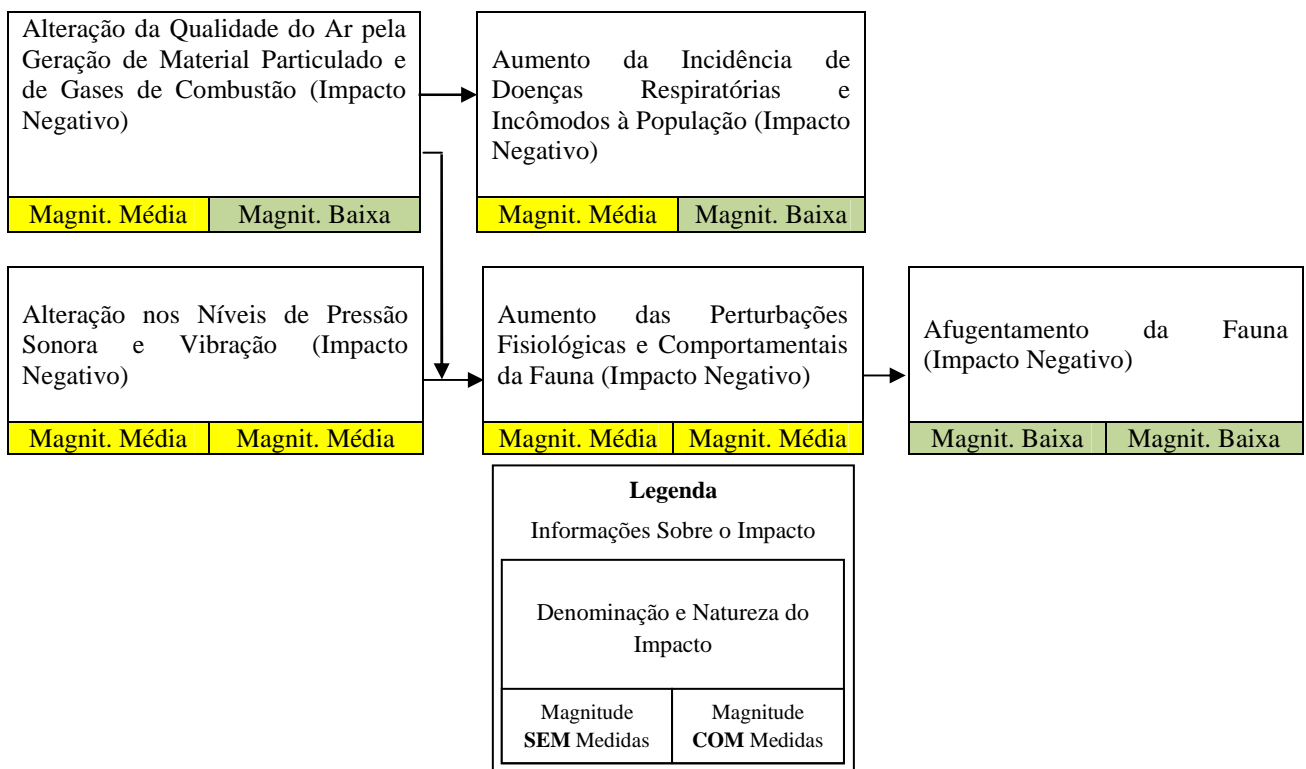 Alteração da Qualidade do Ar pela
Geração de Material Particulado e
de Gases de Combustão (Impacto
Negativo)
Magnit. Média
Magnit. Baixa
Aumento da Incidência de
Doenças Respiratórias e
Incômodos à População (Impacto
Negativo)
Magnit. Média
Magnit. Baixa
Alteração nos Níveis de Pressão
Sonora e Vibração (Impacto
Negativo)
Magnit. Média
Magnit. Média
Aumento das Perturbações
Fisiológicas e Comportamentais
da Fauna (Impacto Negativo)
Magnit. Média
Magnit. Média
Afugentamento da Fauna
(Impacto Negativo)
Magnit. Baixa
Magnit. Baixa
Legenda
Informações Sobre o Impacto
Denominação e Natureza do
Impacto
Magnitude
SEM Medidas
Magnitude
COM Medidas